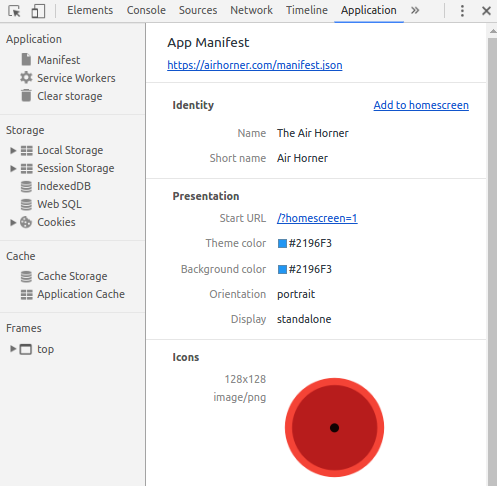 Elements Console Sources Network Timeline Application »
Application
Manifest
Service Workers
Clear storage
Storage
Local Storage
Session Storage
IndexedDB
Web SQL
Cookies
Cache
Cache Storage
Application Cache
Frames
top
App Manifest
https://airhorner.com/manifest.json
Identity Add to homescreen
Name The Air Horner
Short name Air Horner
Presentation
Start URL /?homescreen=1
Theme color #2196F3
Background color #2196F3
Orientation portrait
Display standalone
Icons
128x128
image/png